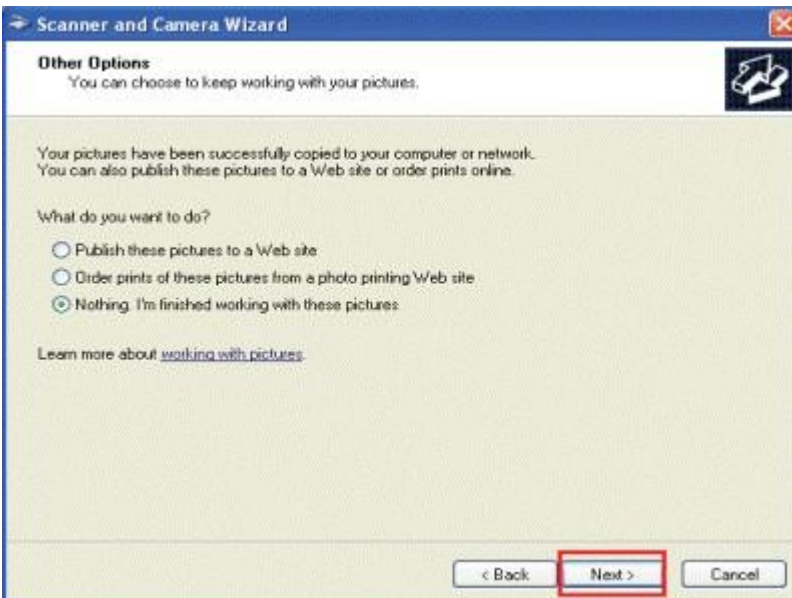 Scanner and Camera Wizard
Other Options
You can choose to keep working with your pictures.
Your pictures have been successfully copied to your computer or network.
You can also publish these pictures to a Web site or order prints online.
What do you want to do?
Publish these pictures to a Web site
Order prints of these pictures from a photo printing Web site
Nothing. I'm finished working with these pictures
Learn more about working with pictures.
< Back
Next >
Cancel